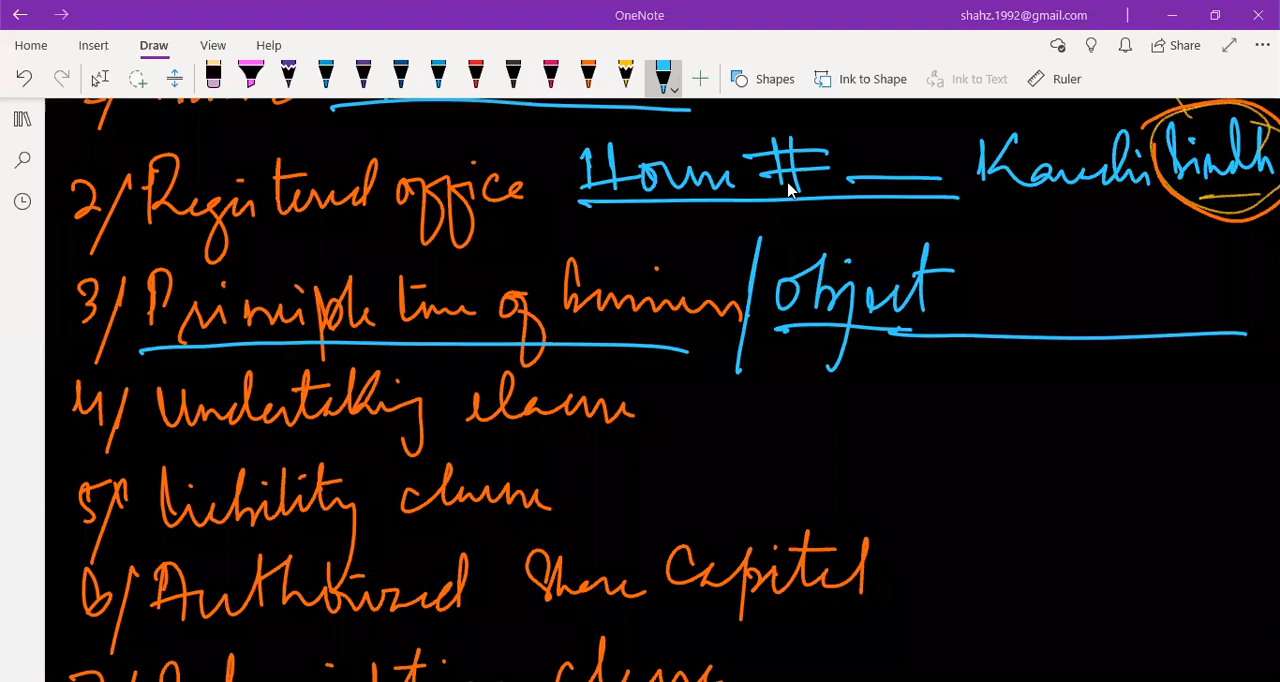 OneNote
shahz.1992@gmail.com
Home Insert Draw View Help
Share
Shapes Ink to Shape Ink to Text Ruler
2/ Registered office House # Karachi Sindh
3/ Principle line of business / object
4/ Undertaking clause
5/ Liability clause
6/ Authorized Share Capital
7/ clause